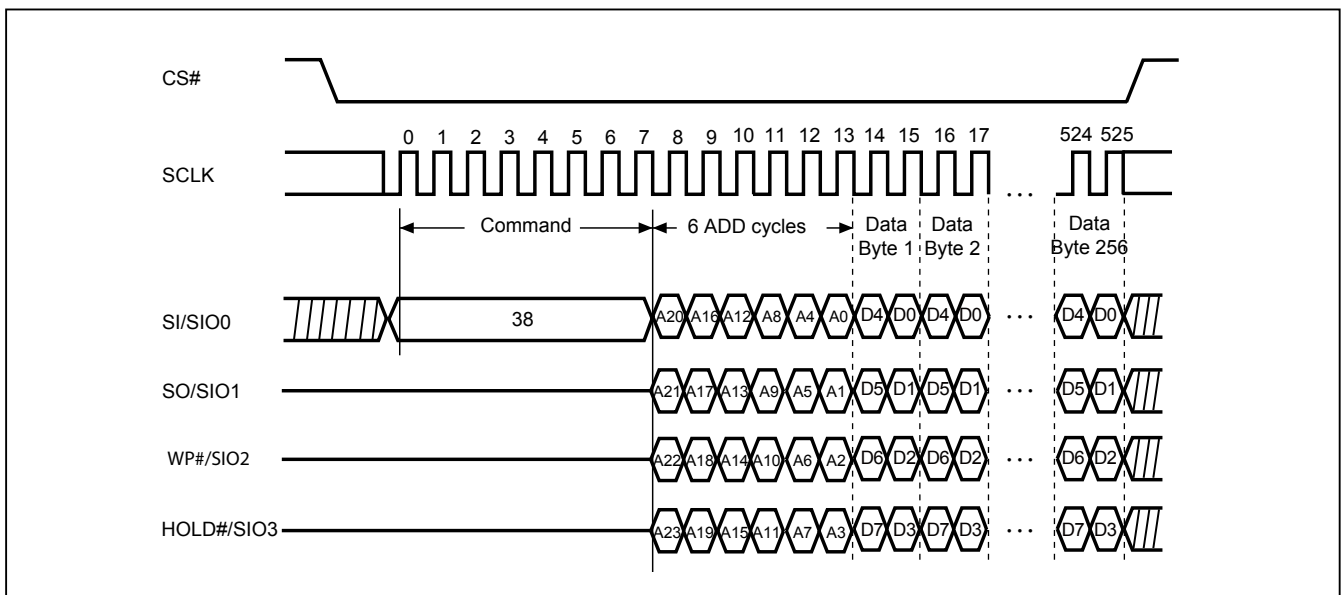 CS#
0 1 2 3 4 5 6 7 8 9 10 11 12 13 14 15 16 17 524 525
SCLK
...
Command 6 ADD cycles Data Byte 1 Data Byte 2 Data Byte 256
SI/SIO0 38 A20 A16 A12 A8 A4 A0 D4 D0 D4 D0 ... D4 D0
SO/SIO1 A21 A17 A13 A9 A5 A1 D5 D1 D5 D1 ... D5 D1
WP#/SIO2 A22 A18 A14 A10 A6 A2 D6 D2 D6 D2 ... D6 D2
HOLD#/SIO3 A23 A19 A15 A11 A7 A3 D7 D3 D7 D3 ... D7 D3